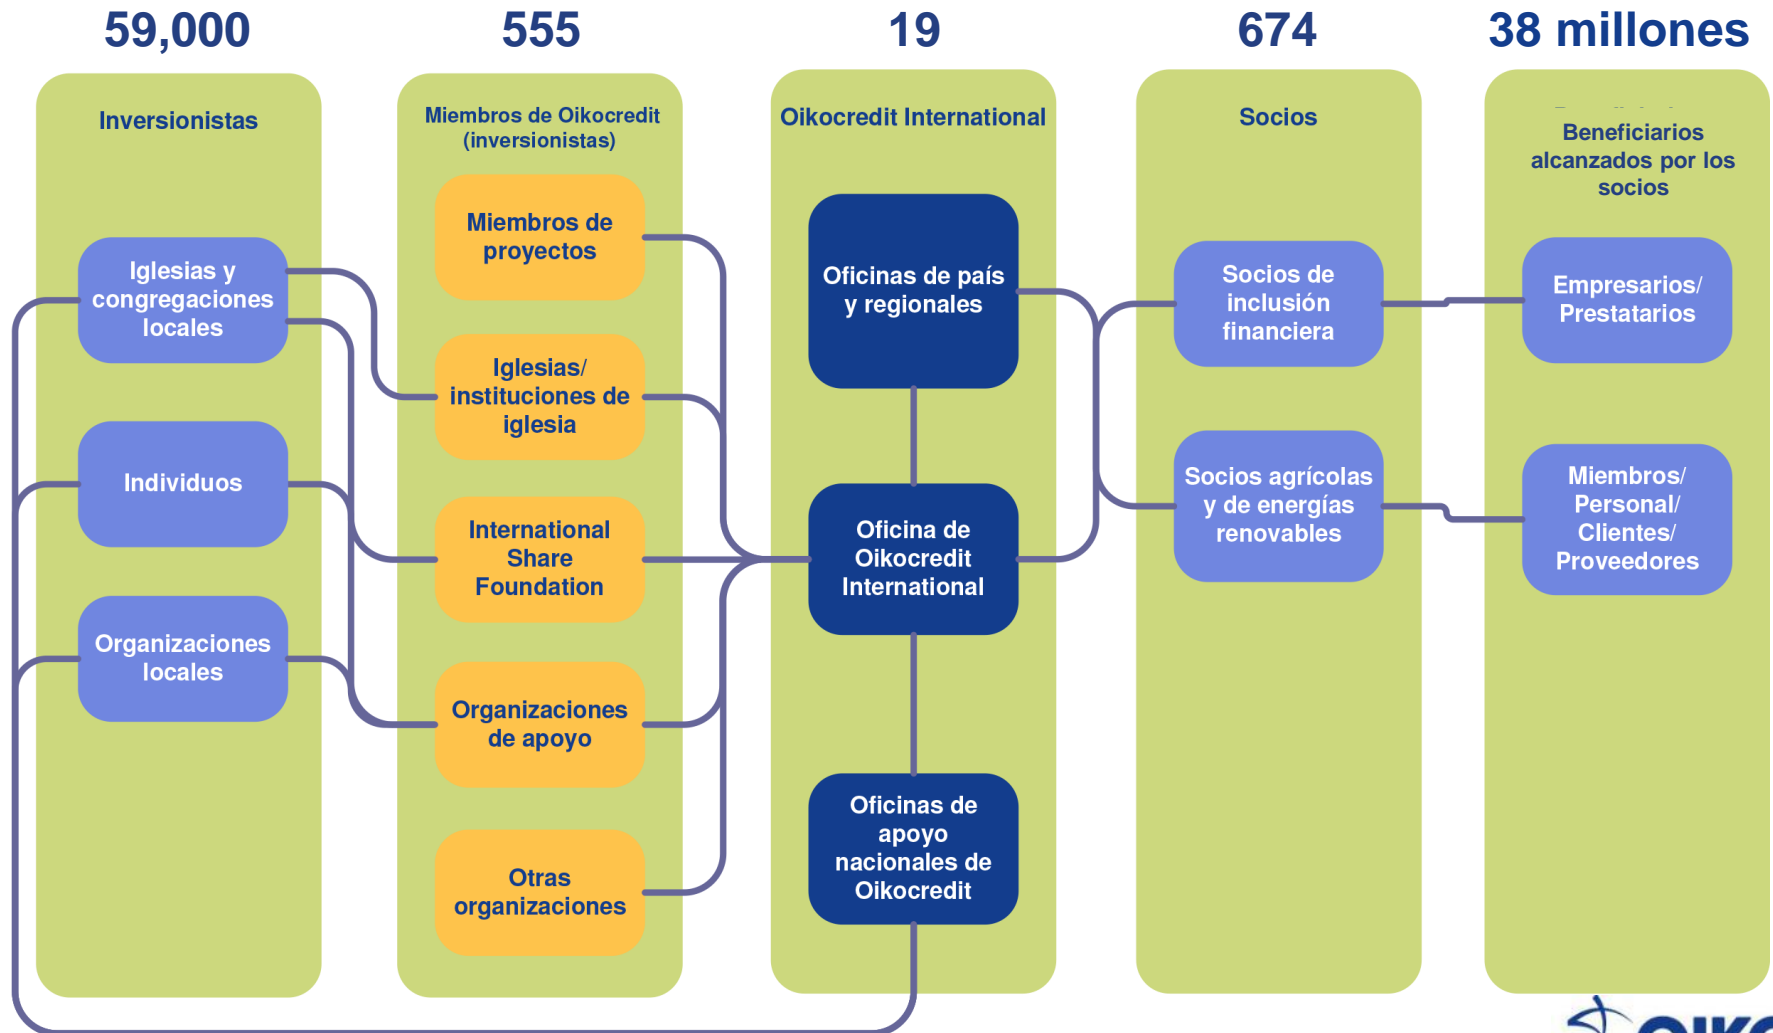 59,000
555
19
674
38 millones
Inversionistas
Iglesias y
congregaciones
locales
Individuos
Organizaciones
locales
Miembros de Oikocredit
(inversionistas)
Miembros de
proyectos
Iglesias/
instituciones de
iglesia
International
Share
Foundation
Organizaciones
de apoyo
Otras
organizaciones
Oikocredit International
Oficinas de país
y regionales
Oficina de
Oikocredit
International
Oficinas de
apoyo
nacionales de
Oikocredit
Socios
Socios de
inclusión
financiera
Socios agrícolas
y de energías
renovables
Beneficiarios
alcanzados por los
socios
Empresarios/
Prestatarios
Miembros/
Personal/
Clientes/
Proveedores